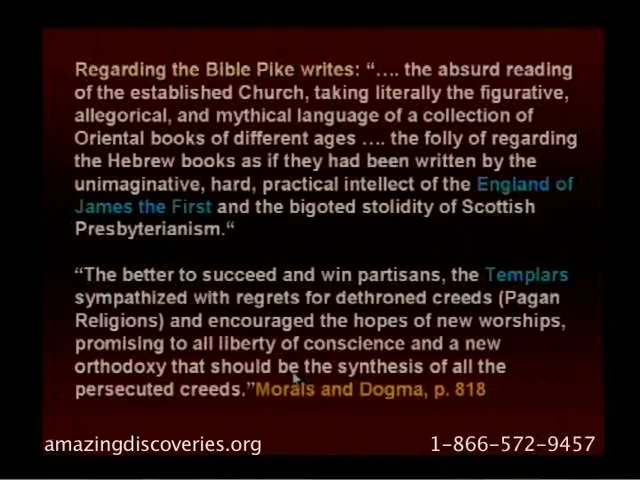 Regarding the Bible Pike writes: “.... the absurd reading
of the established Church, taking literally the figurative,
allegorical, and mythical language of a collection of
Oriental books of different ages .... the folly of regarding
the Hebrew books as if they had been written by the
unimaginative, hard, practical intellect of the England of
James the First and the bigoted stolidity of Scottish
Presbyterianism.“
“The better to succeed and win partisans, the Templars
sympathized with regrets for dethroned creeds (Pagan
Religions) and encouraged the hopes of new worships,
promising to all liberty of conscience and a new
orthodoxy that should be the synthesis of all the
persecuted creeds.”Morals and Dogma, p. 818
amazingdiscoveries.org 1-866-572-9457